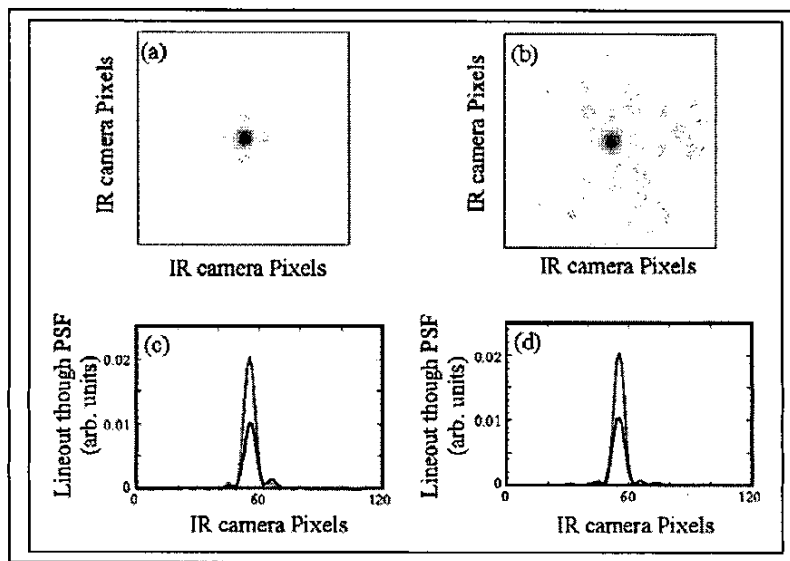 (a)
IR camera Pixels
IR camera Pixels
(b)
IR camera Pixels
IR camera Pixels
(c)
Lineout though PSF
(arb. units)
0.02
0.01
0
0
60
120
IR camera Pixels
(d)
Lineout though PSF
(arb. units)
0.02
0.01
0
0
60
120
IR camera Pixels